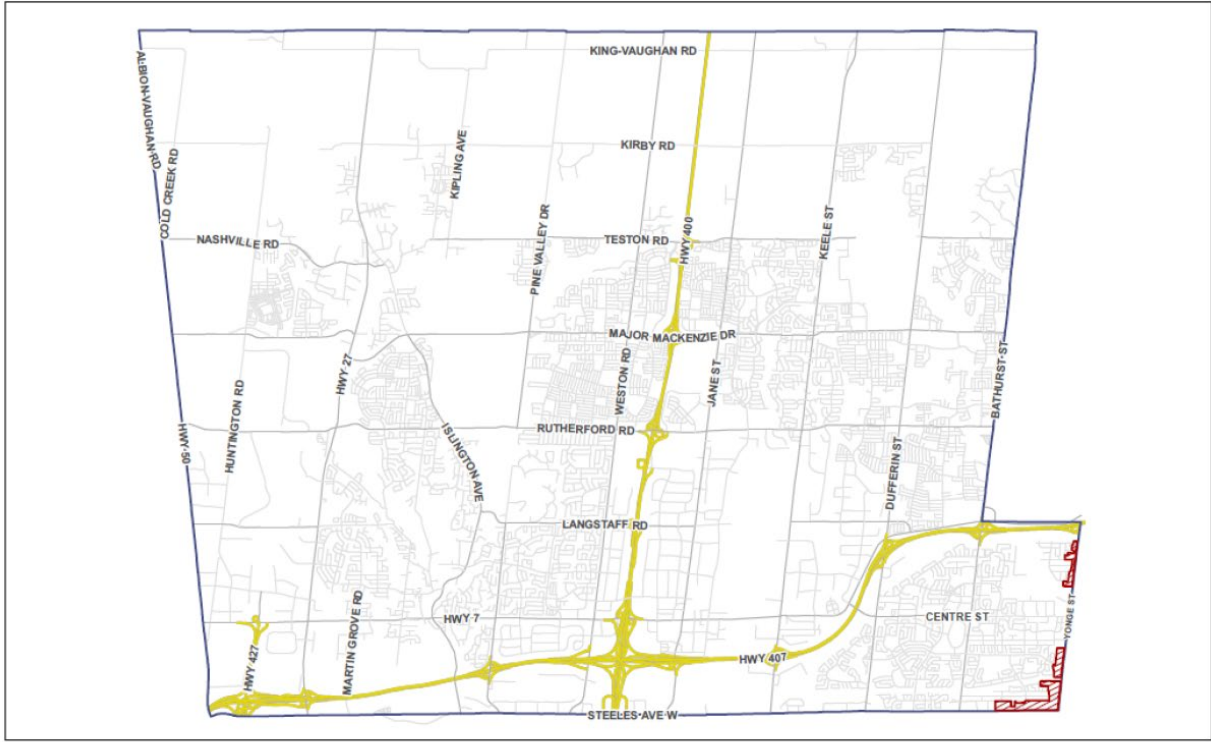 KING-VAUGHAN RD
ALBION-VAUGHAN RD
COLD CREEK RD
KIPLING AVE
KIRBY RD
NASHVILLE RD
PINE VALLEY DR
TESTON RD
HWY 400
KEELE ST
MAJOR MACKENZIE DR
HWY 27
WESTON RD
JANE ST
BATHURST ST
HUNTINGTON RD
HWY 50
ISLINGTON AVE
RUTHERFORD RD
DUFFERIN ST
LANGSTAFF RD
MARTIN GROVE RD
HWY 7
CENTRE ST
YONGE ST
HWY 427
HWY 407
STEELES AVE W